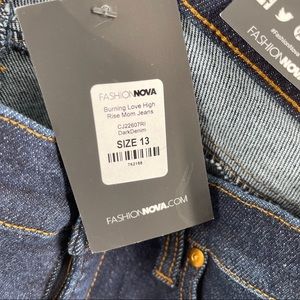 FASHIONNOVA
Burning Love High
Rise Mom Jeans
CJ22607RI
DarkDenim
SIZE 13
FASHIONNOVA.COM
FASHIONNOVA